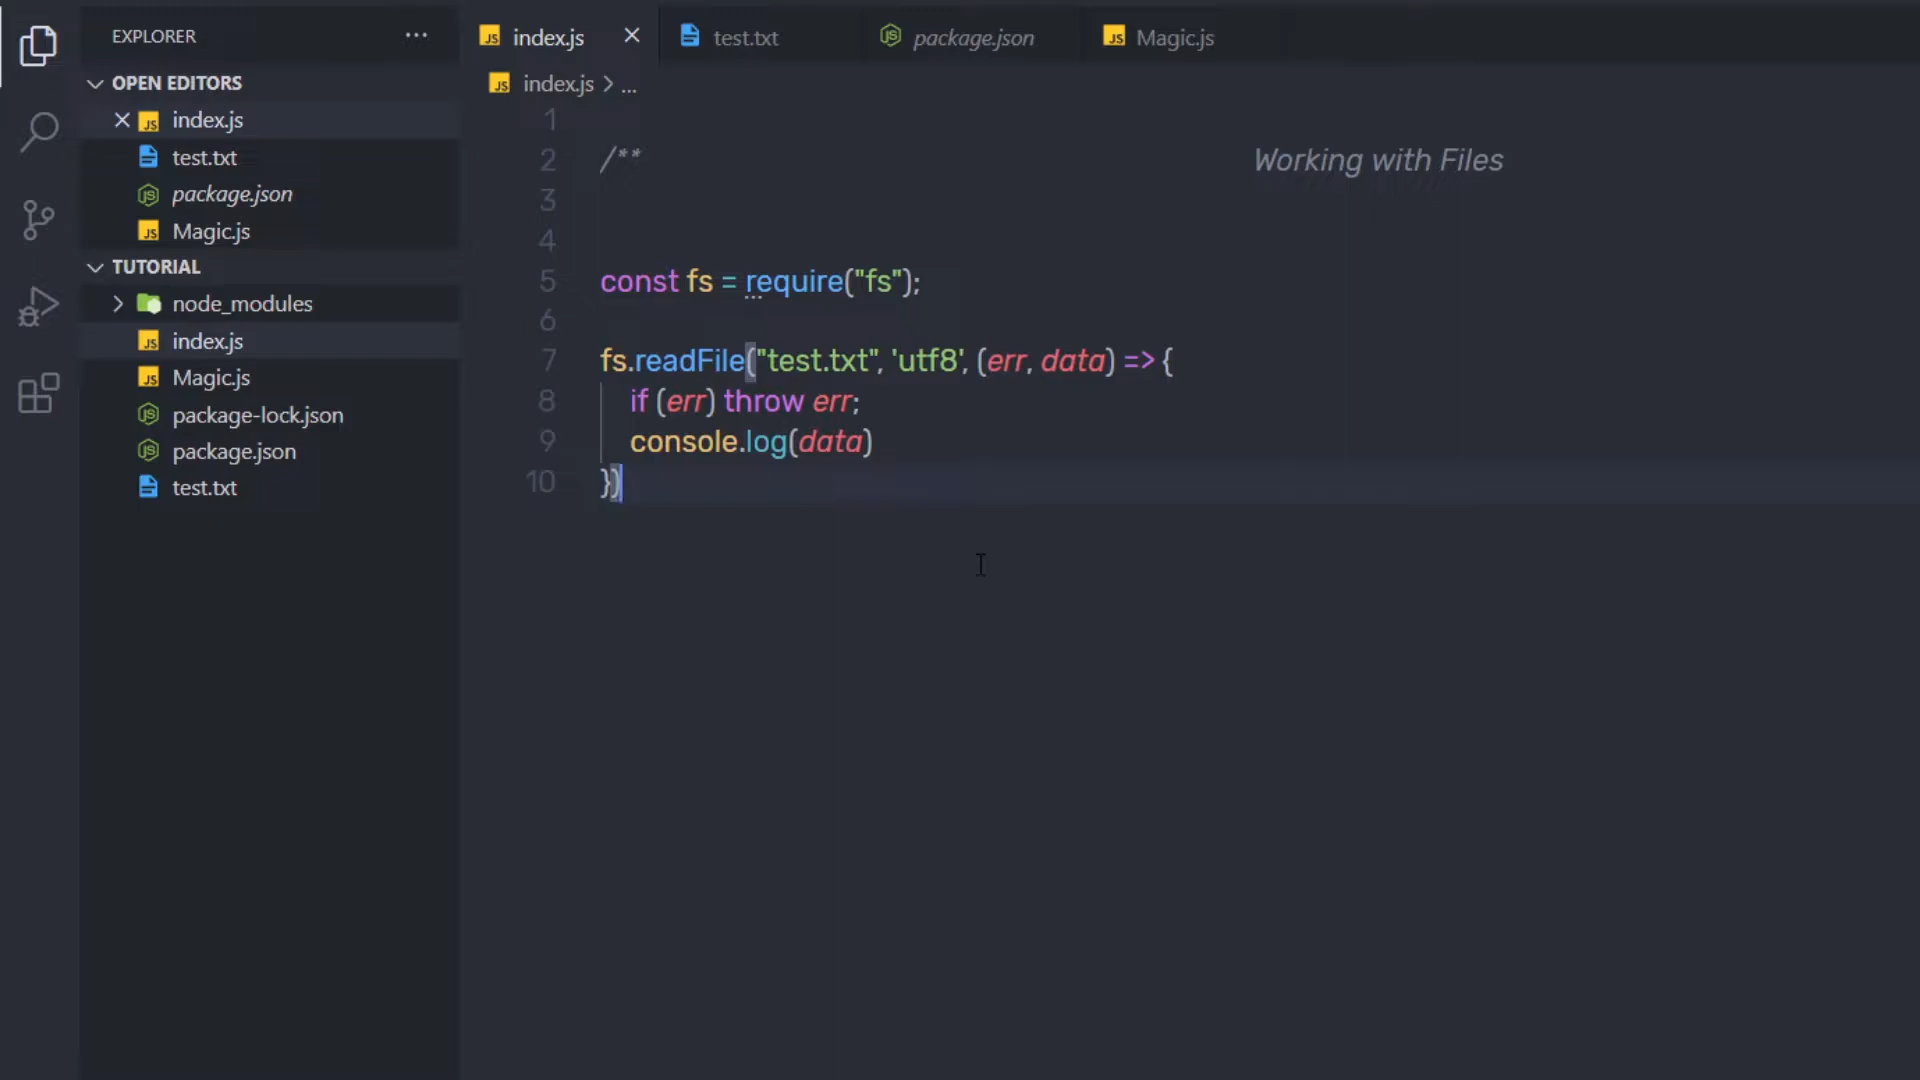 EXPLORER
OPEN EDITORS
index.js
test.txt
package.json
Magic.js
TUTORIAL
node_modules
index.js
Magic.js
package-lock.json
package.json
test.txt
index.js test.txt package.json Magic.js
index.js > ...
1
2 /** Working with Files
3
4
5 const fs = require("fs");
6
7 fs.readFile("test.txt", 'utf8', (err, data) => {
8 if (err) throw err;
9 console.log(data)
10 })